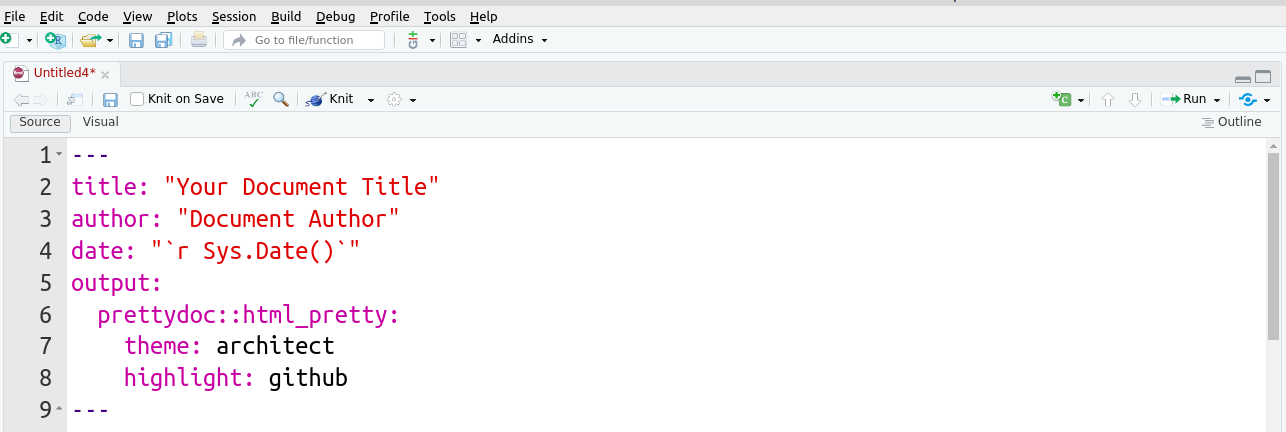 File Edit Code View Plots Session Build Debug Profile Tools Help
Go to file/function Addins
Untitled4*
Knit on Save ABC Knit Run
Source Visual Outline
1 ---
2 title: "Your Document Title"
3 author: "Document Author"
4 date: "`r Sys.Date()`"
5 output:
6 prettydoc::html_pretty:
7 theme: architect
8 highlight: github
9 ---